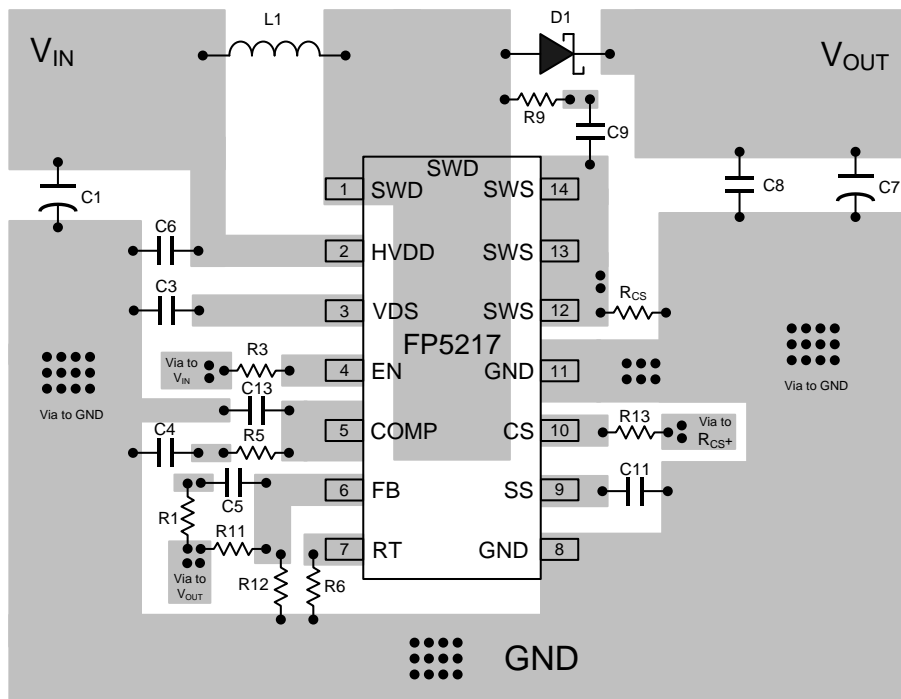 L1
D1
VIN
VOUT
R9
C9
C1
C8
C7
SWD
1 SWD
SWS 14
C6
2 HVDD
SWS 13
C3
3 VDS
SWS 12
RCS
FP5217
Via to
VIN
R3
4 EN
GND 11
Via to GND
Via to GND
C13
C4
R5
5 COMP
CS 10
R13
Via to
RCS+
C5
6 FB
SS 9
C11
R1
R11
7 RT
GND 8
Via to
VOUT
R12
R6
GND